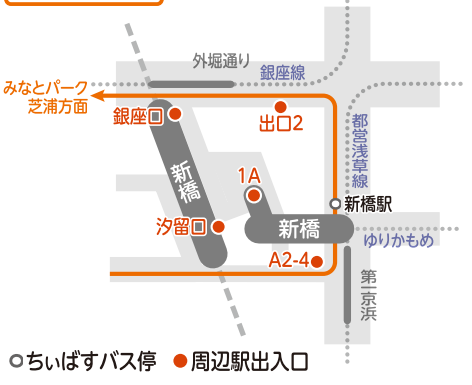 外堀通り
銀座線
みなとパーク
芝浦方面
銀座口
出口2
都営浅草線
新橋
1A
新橋駅
汐留口
新橋
ゆりかもめ
A2-4
第一京浜
ちぃばすバス停
周辺駅出入口